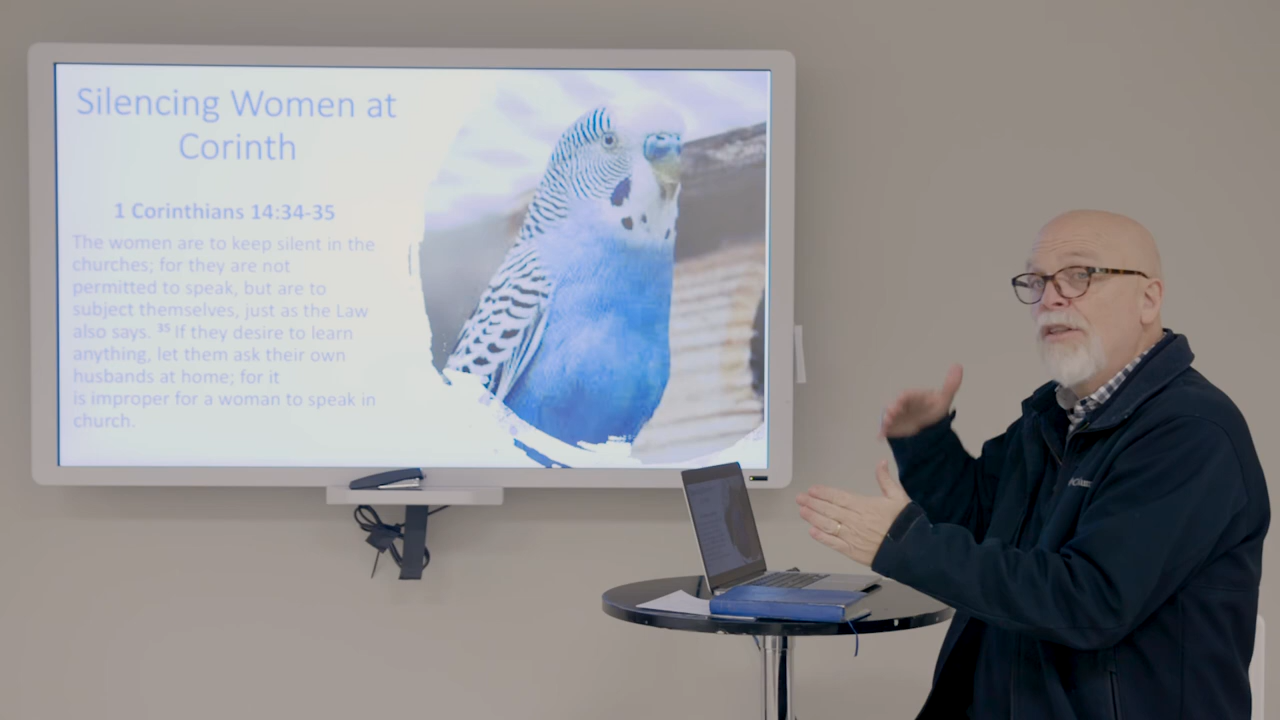 Silencing Women at
Corinth
1 Corinthians 14:34-35
The women are to keep silent in the
churches; for they are not
permitted to speak, but are to
subject themselves, just as the Law
also says. ³⁵ If they desire to learn
anything, let them ask their own
husbands at home; for it
is improper for a woman to speak in
church.